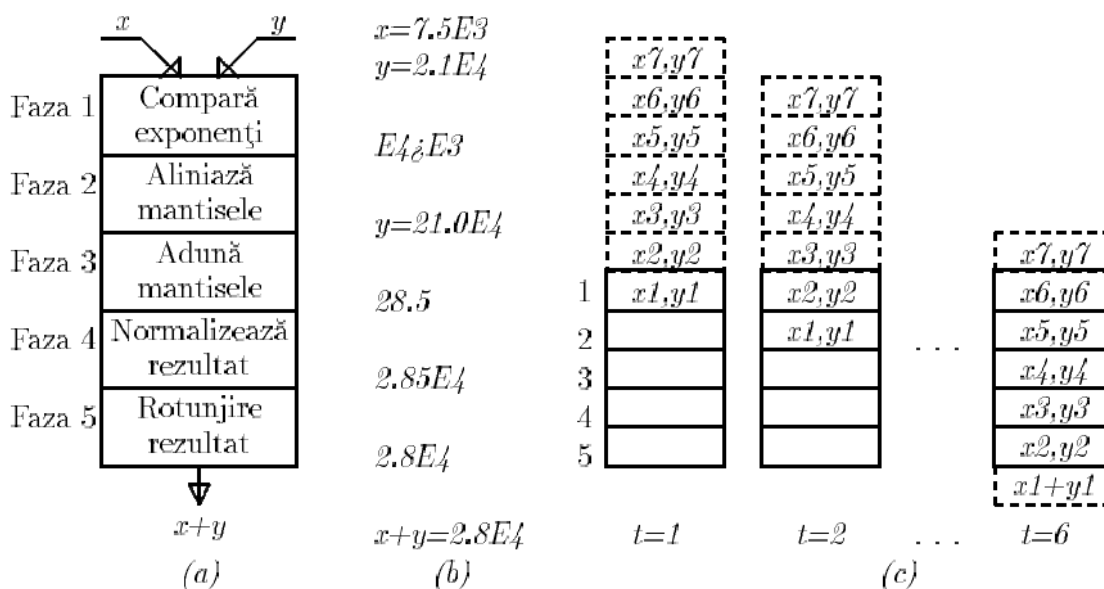 x
y
Faza 1
Compară
exponenți
Faza 2
Aliniază
mantisele
Faza 3
Adună
mantisele
Faza 4
Normalizează
rezultat
Faza 5
Rotunjire
rezultat
x+y
(a)
x=7.5E3
y=2.1E4
E4¿E3
y=21.0E4
28.5
2.85E4
2.8E4
x+y=2.8E4
(b)
1
2
3
4
5
x7,y7
x6,y6
x5,y5
x4,y4
x3,y3
x2,y2
x1,y1
t=1
x7,y7
x6,y6
x5,y5
x4,y4
x3,y3
x2,y2
x1,y1
t=2
. . .
. . .
x7,y7
x6,y6
x5,y5
x4,y4
x3,y3
x2,y2
x1+y1
t=6
(c)